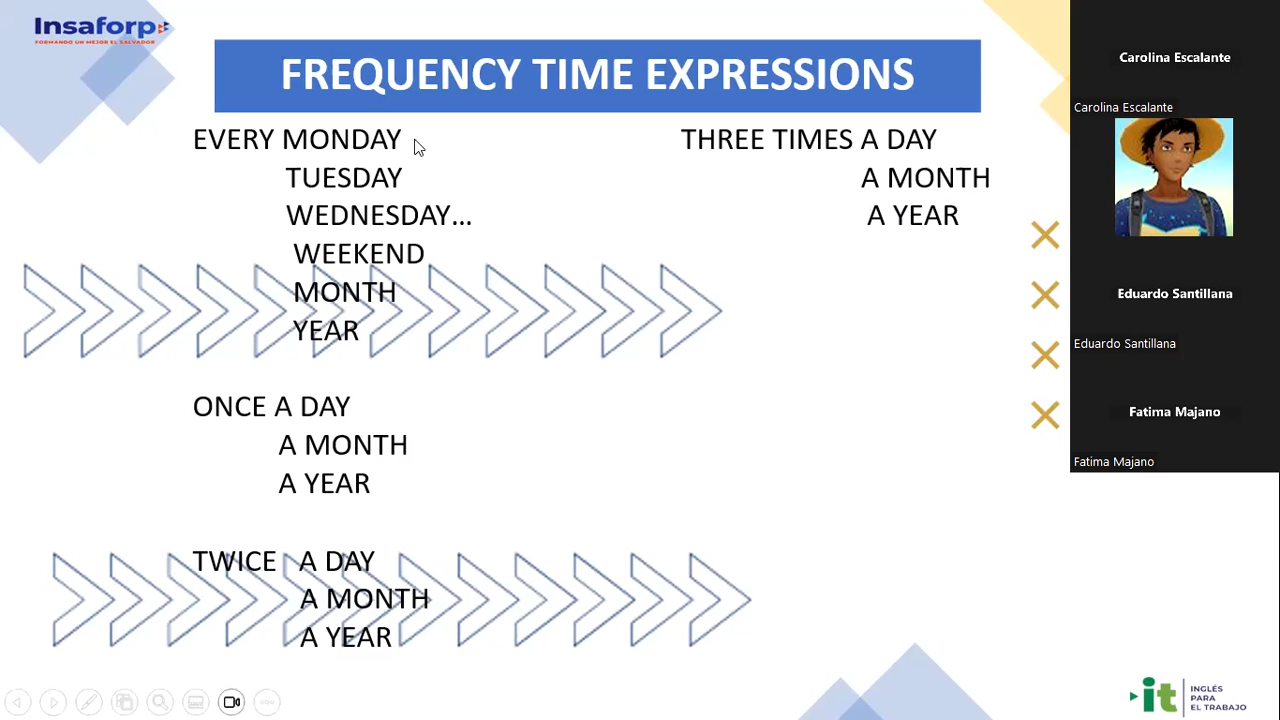 Insaforp
FORMANDO UN MEJOR EL SALVADOR
FREQUENCY TIME EXPRESSIONS
EVERY MONDAY
TUESDAY
WEDNESDAY...
WEEKEND
MONTH
YEAR
ONCE A DAY
A MONTH
A YEAR
TWICE A DAY
A MONTH
A YEAR
THREE TIMES A DAY
A MONTH
A YEAR
Carolina Escalante
Carolina Escalante
Eduardo Santillana
Eduardo Santillana
Fatima Majano
Fatima Majano
it
INGLÉS
PARA
EL TRABAJO